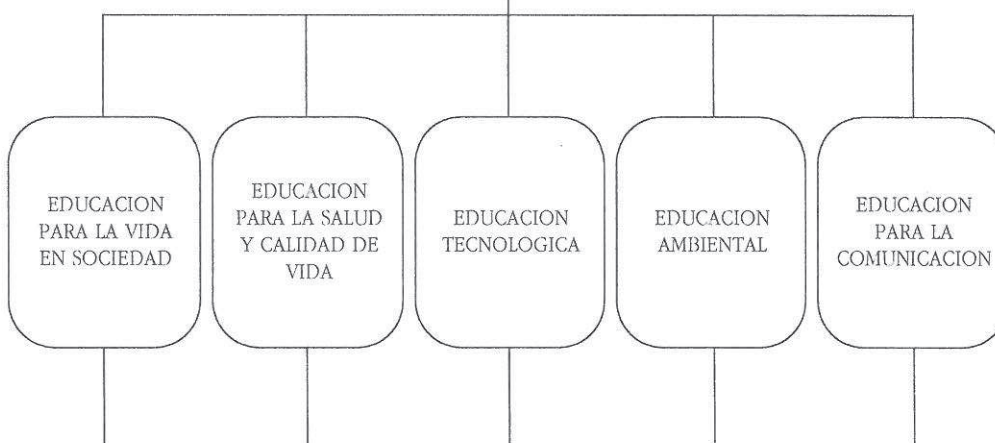 EDUCACION
PARA LA VIDA
EN SOCIEDAD
EDUCACION
PARA LA SALUD
Y CALIDAD DE
VIDA
EDUCACION
TECNOLOGICA
EDUCACION
AMBIENTAL
EDUCACION
PARA LA
COMUNICACION